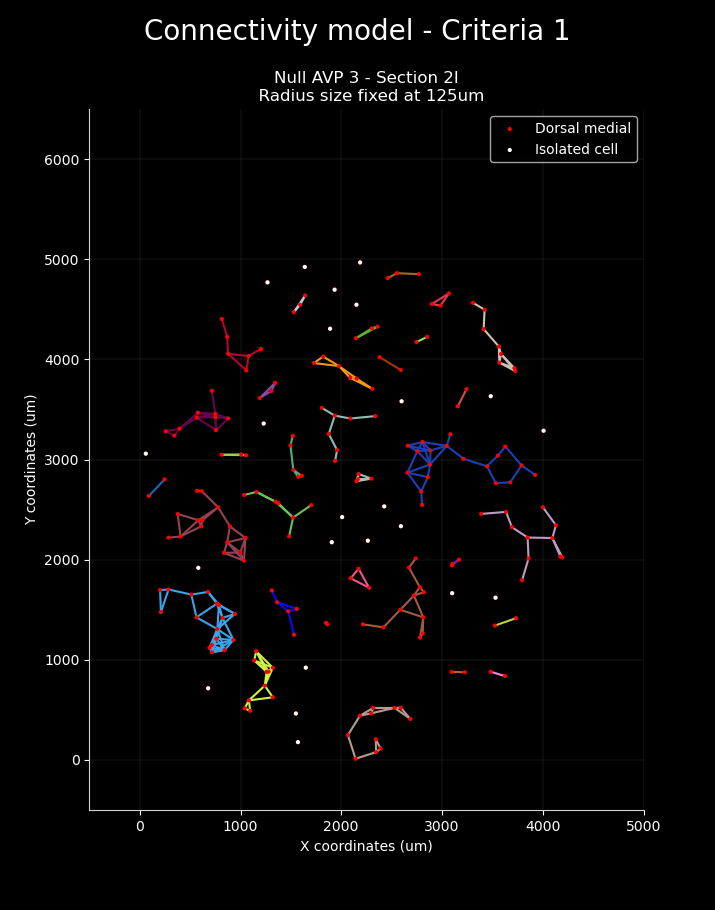 Connectivity model - Criteria 1
Null AVP 3 - Section 2I
Radius size fixed at 125um
Dorsal medial
Isolated cell
6000
5000
4000
3000
2000
1000
0
Y coordinates (um)
0 1000 2000 3000 4000 5000
X coordinates (um)